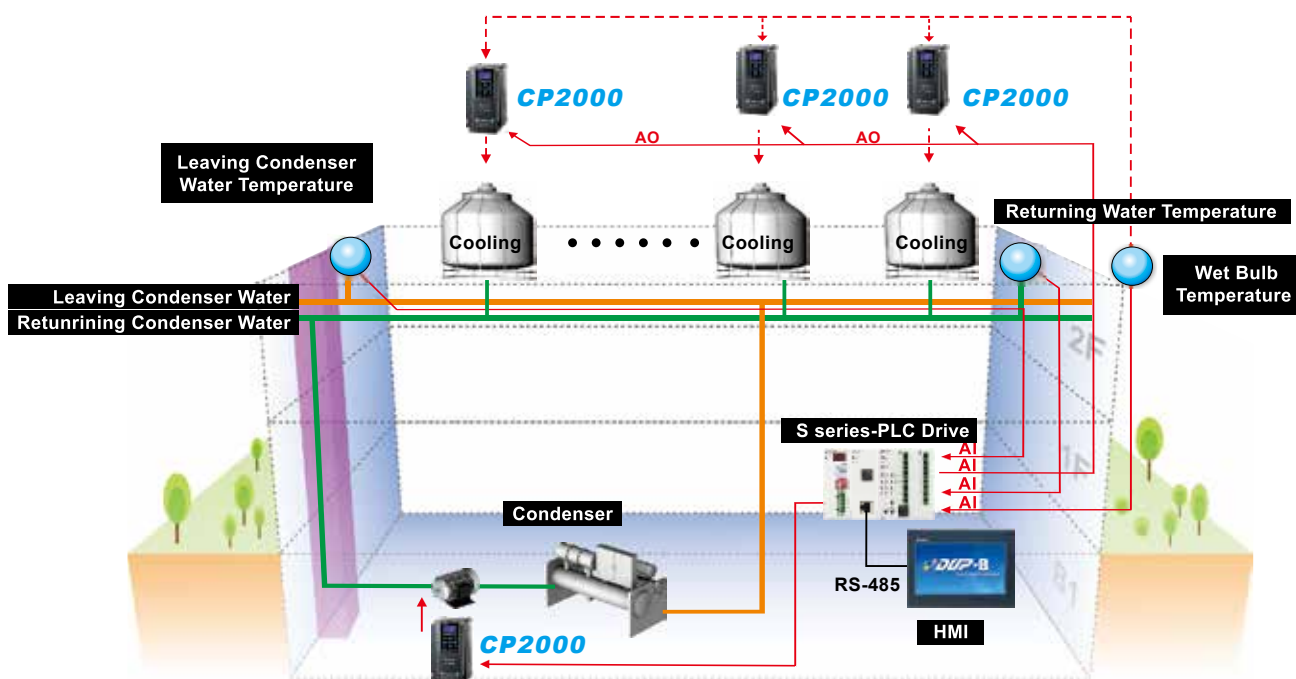 CP2000
CP2000
CP2000
AO
AO
Leaving Condenser
Water Temperature
Returning Water Temperature
Cooling
Cooling
Cooling
Wet Bulb
Temperature
Leaving Condenser Water
Retunrining Condenser Water
2F
S series-PLC Drive
AI
AI
1F
AI
AI
Condenser
DOP-B
RS-485
B1
HMI
CP2000